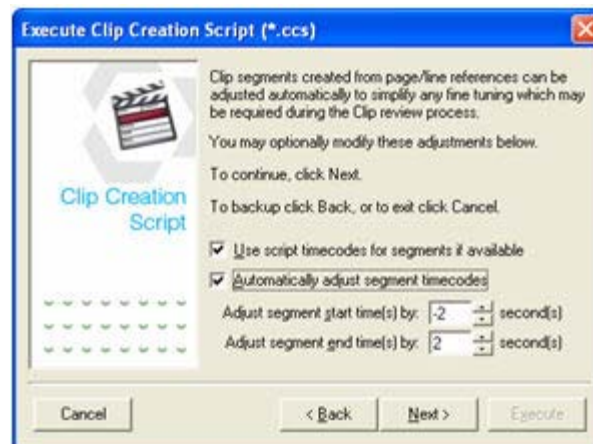 Execute Clip Creation Script (*.ccs)
Clip segments created from page/line references can be
adjusted automatically to simplify any fine tuning which may
be required during the Clip review process.
You may optionally modify these adjustments below.
To continue, click Next.
To backup click Back, or to exit click Cancel.
Clip Creation
Script
Use script timecodes for segments if available
Automatically adjust segment timecodes
Adjust segment start time(s) by: -2 second(s)
Adjust segment end time(s) by: 2 second(s)
Cancel < Back Next > Execute